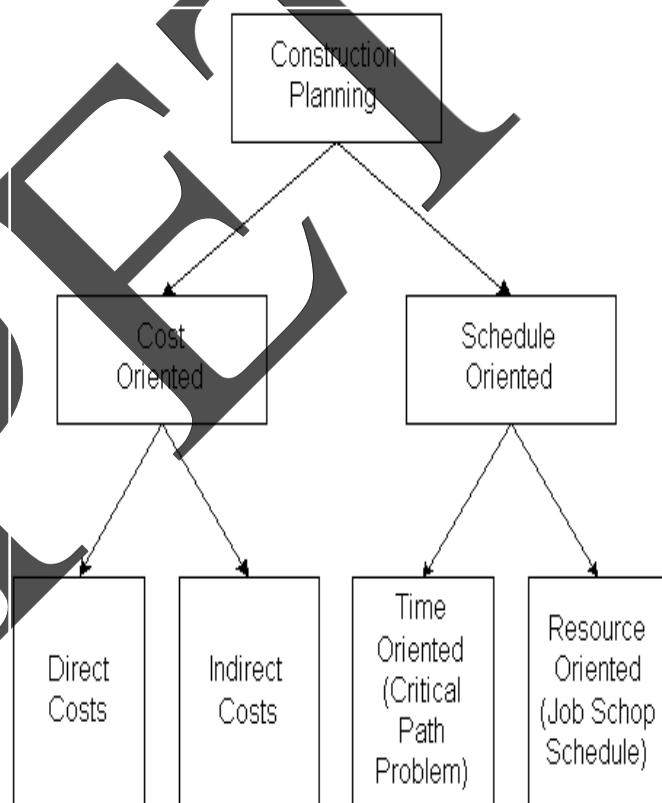 Construction
Planning
Cost
Oriented
Schedule
Oriented
Direct
Costs
Indirect
Costs
Time
Oriented
(Critical
Path
Problem)
Resource
Oriented
(Job Schop
Schedule)